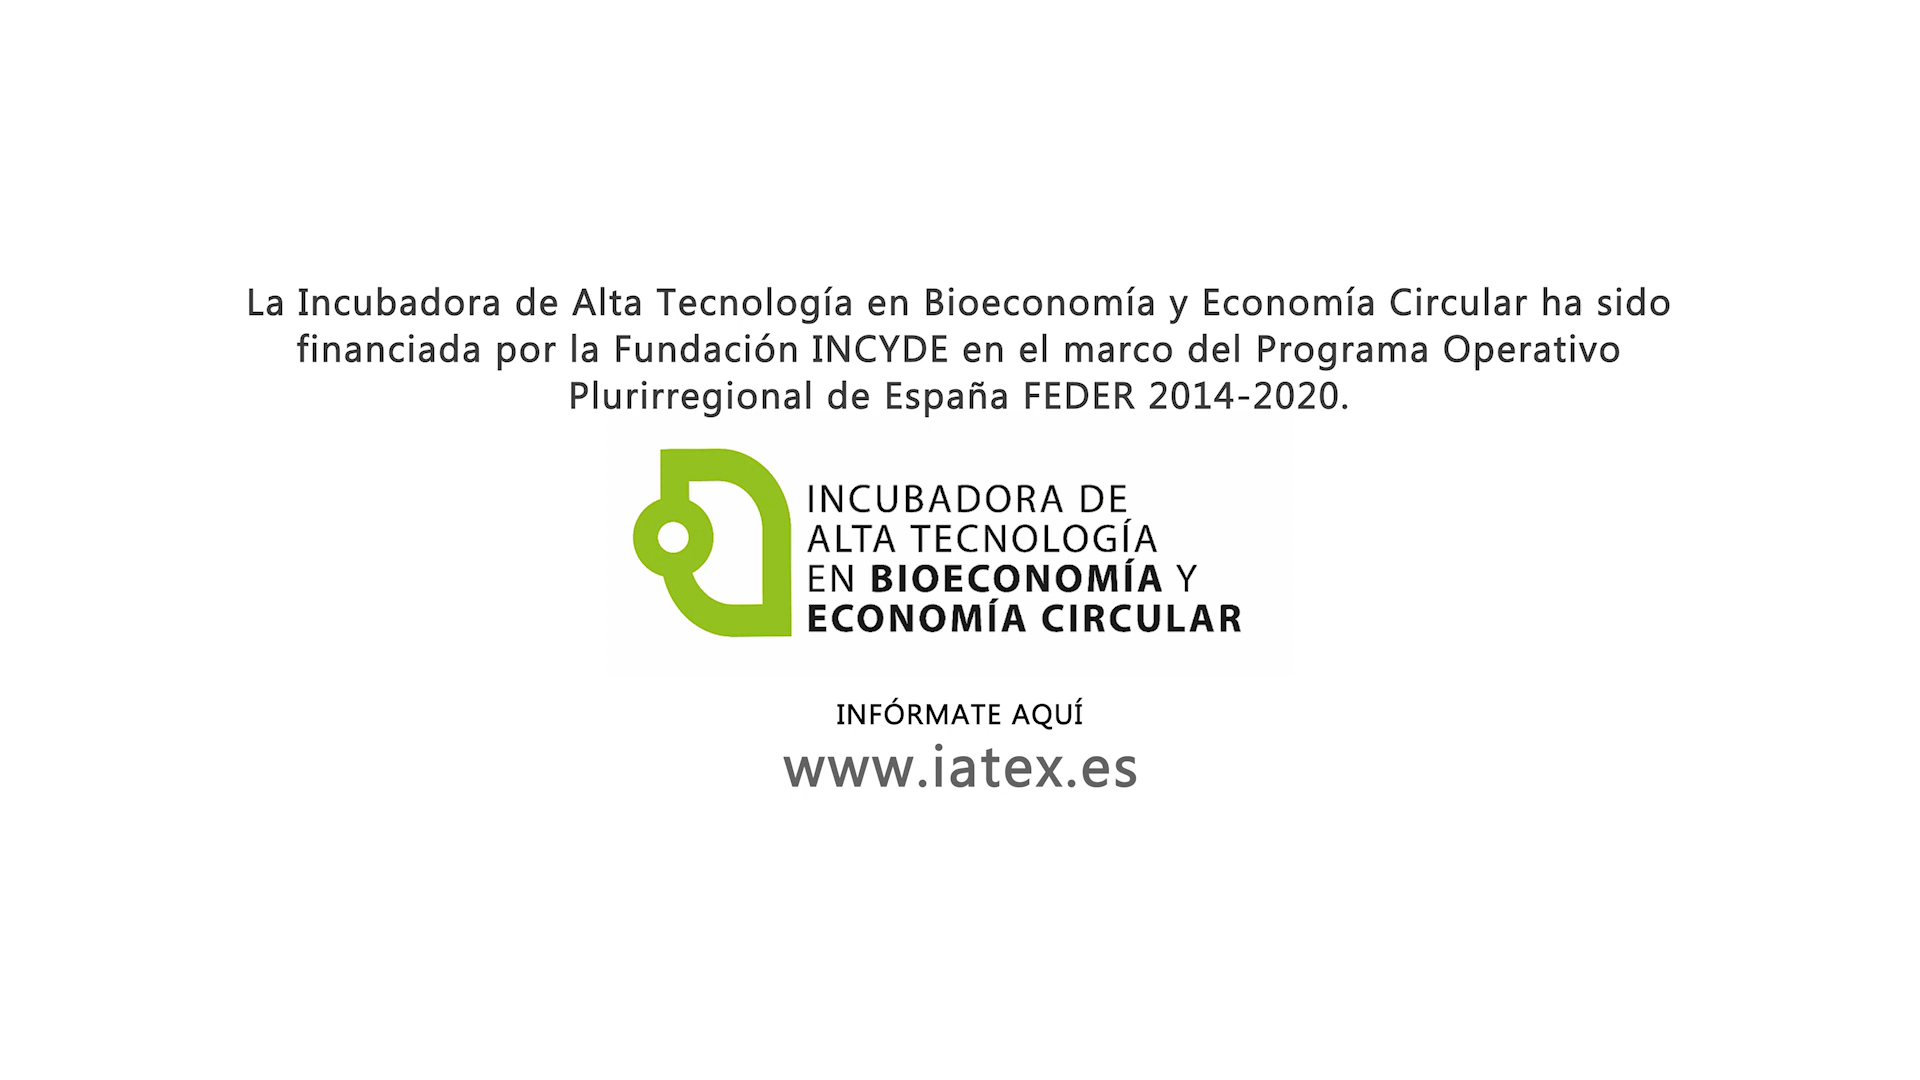 La Incubadora de Alta Tecnología en Bioeconomía y Economía Circular ha sido
financiada por la Fundación INCYDE en el marco del Programa Operativo
Plurirregional de España FEDER 2014-2020.
INCUBADORA DE
ALTA TECNOLOGÍA
EN BIOECONOMÍA Y
ECONOMÍA CIRCULAR
INFÓRMATE AQUÍ
www.iatex.es